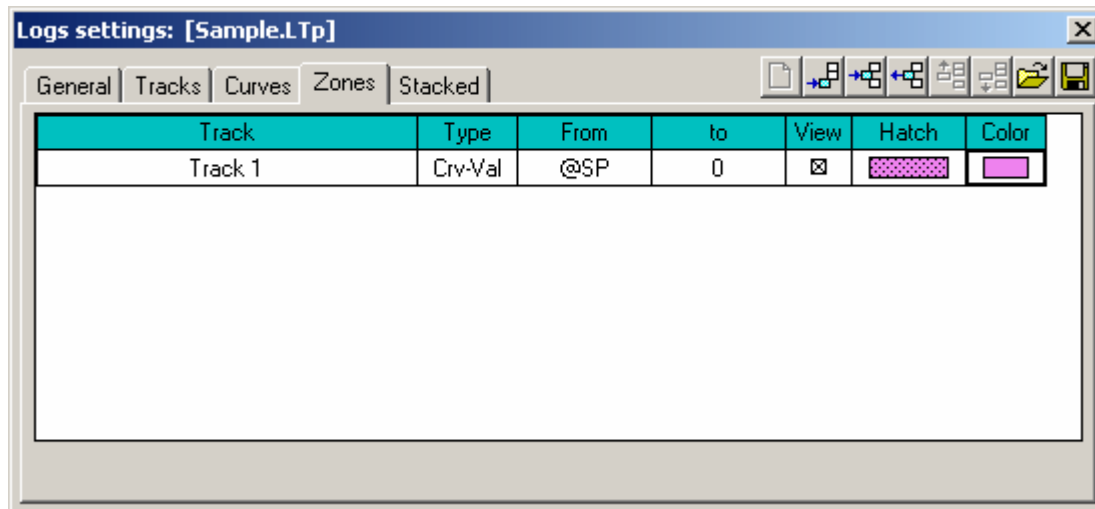 Logs settings: [Sample.LTp]
General Tracks Curves Zones Stacked
Track Type From to View Hatch Color
Track 1 Crv-Val @SP 0